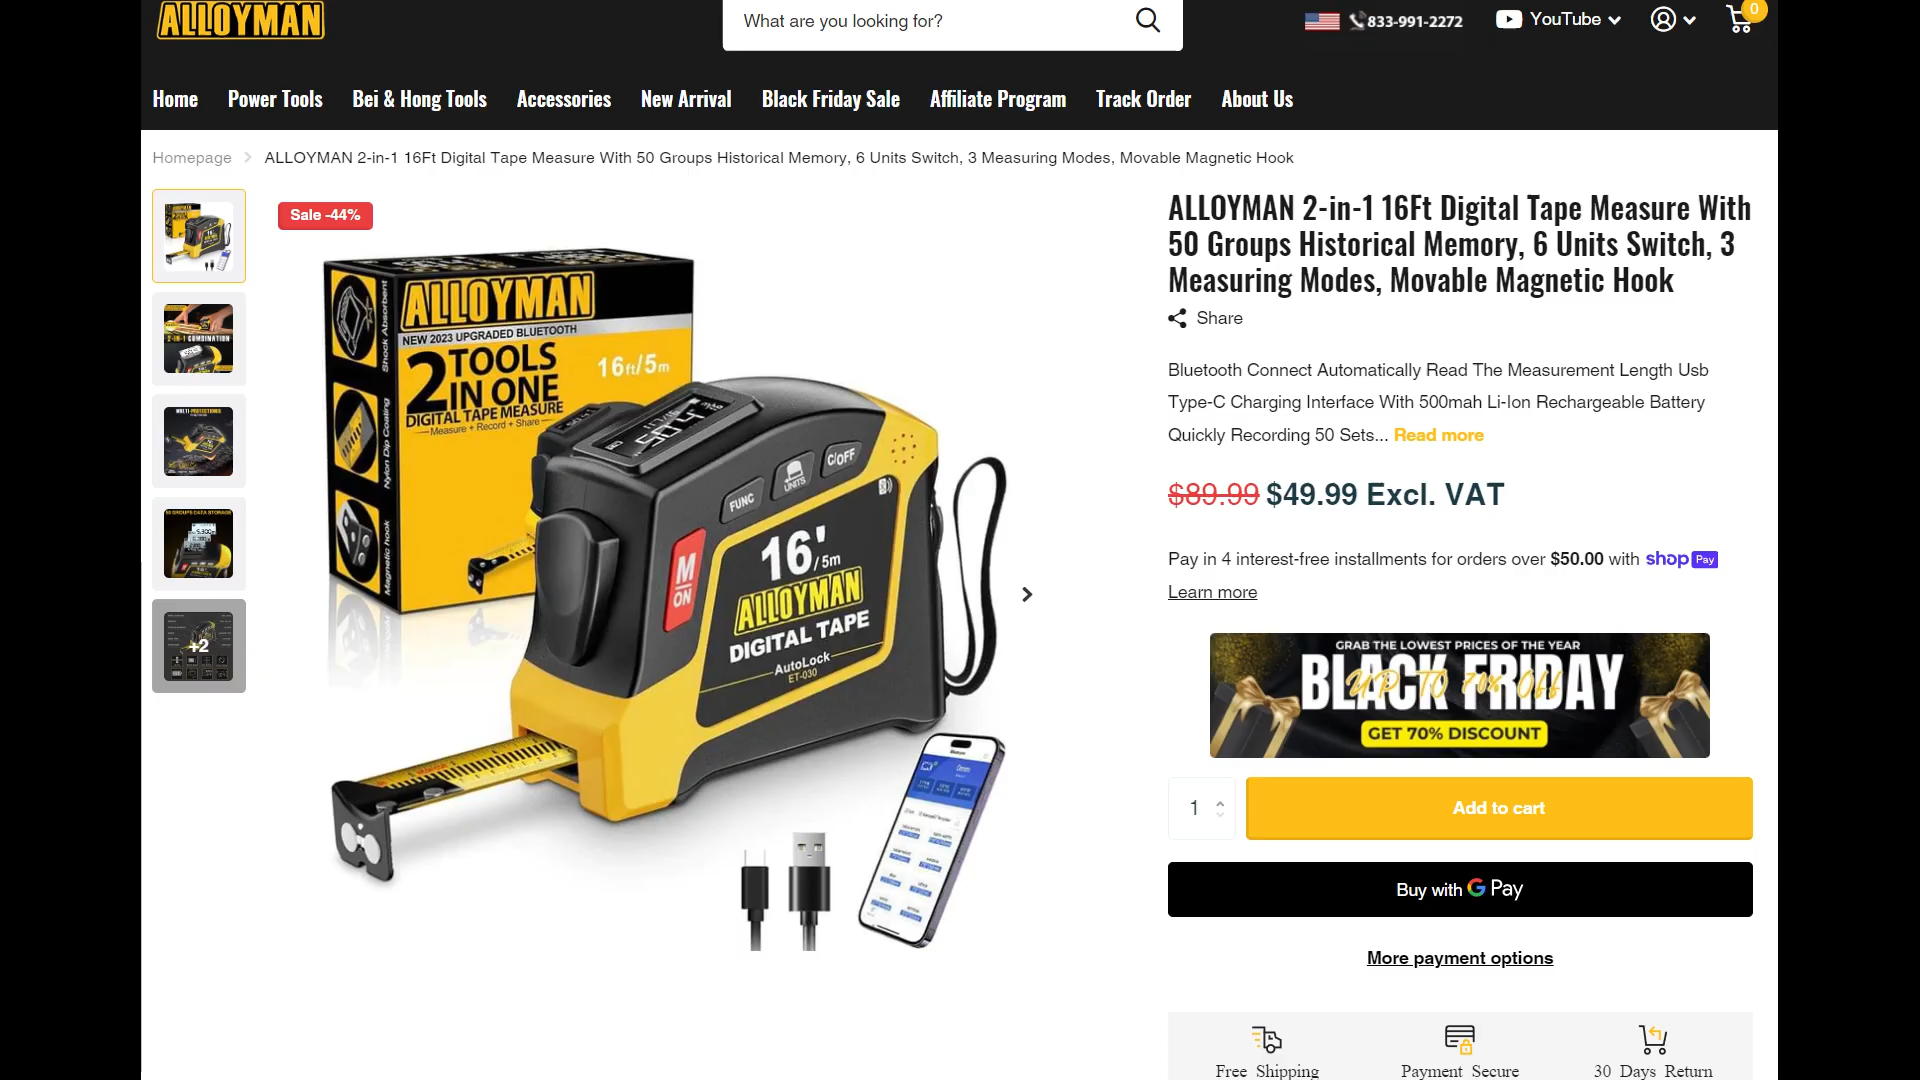 ALLOYMAN
What are you looking for?
833-991-2272
YouTube
0
Home Power Tools Bei & Hong Tools Accessories New Arrival Black Friday Sale Affiliate Program Track Order About Us
Homepage ALLOYMAN 2-in-1 16Ft Digital Tape Measure With 50 Groups Historical Memory, 6 Units Switch, 3 Measuring Modes, Movable Magnetic Hook
Sale -44%
+2
ALLOYMAN
NEW 2023 UPGRADED BLUETOOTH
2 TOOLS
IN ONE
DIGITAL TAPE MEASURE
Measure + Record + Share
16ft/5m
Shock Absorbent
Nylon Dip Coating
Magnetic hook
FUNC
UNITS
C/OFF
M
ON
16'/5m
ALLOYMAN
DIGITAL TAPE
AutoLock
ET-030
ALLOYMAN 2-in-1 16Ft Digital Tape Measure With
50 Groups Historical Memory, 6 Units Switch, 3
Measuring Modes, Movable Magnetic Hook
Share
Bluetooth Connect Automatically Read The Measurement Length Usb
Type-C Charging Interface With 500mah Li-Ion Rechargeable Battery
Quickly Recording 50 Sets... Read more
$89.99 $49.99 Excl. VAT
Pay in 4 interest-free installments for orders over $50.00 with shop Pay
Learn more
GRAB THE LOWEST PRICES OF THE YEAR
BLACK FRIDAY
UP TO 70% Off
GET 70% DISCOUNT
1
Add to cart
Buy with G Pay
More payment options
Free Shipping
Payment Secure
30 Days Return